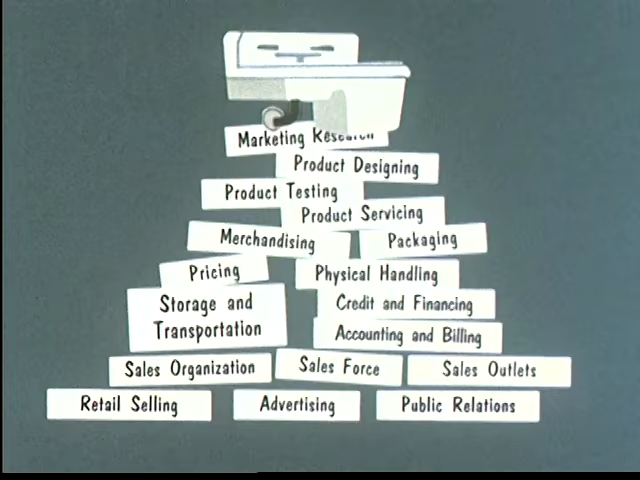 Marketing Research
Product Designing
Product Testing
Product Servicing
Merchandising
Packaging
Pricing
Physical Handling
Storage and
Transportation
Credit and Financing
Accounting and Billing
Sales Organization
Sales Force
Sales Outlets
Retail Selling
Advertising
Public Relations